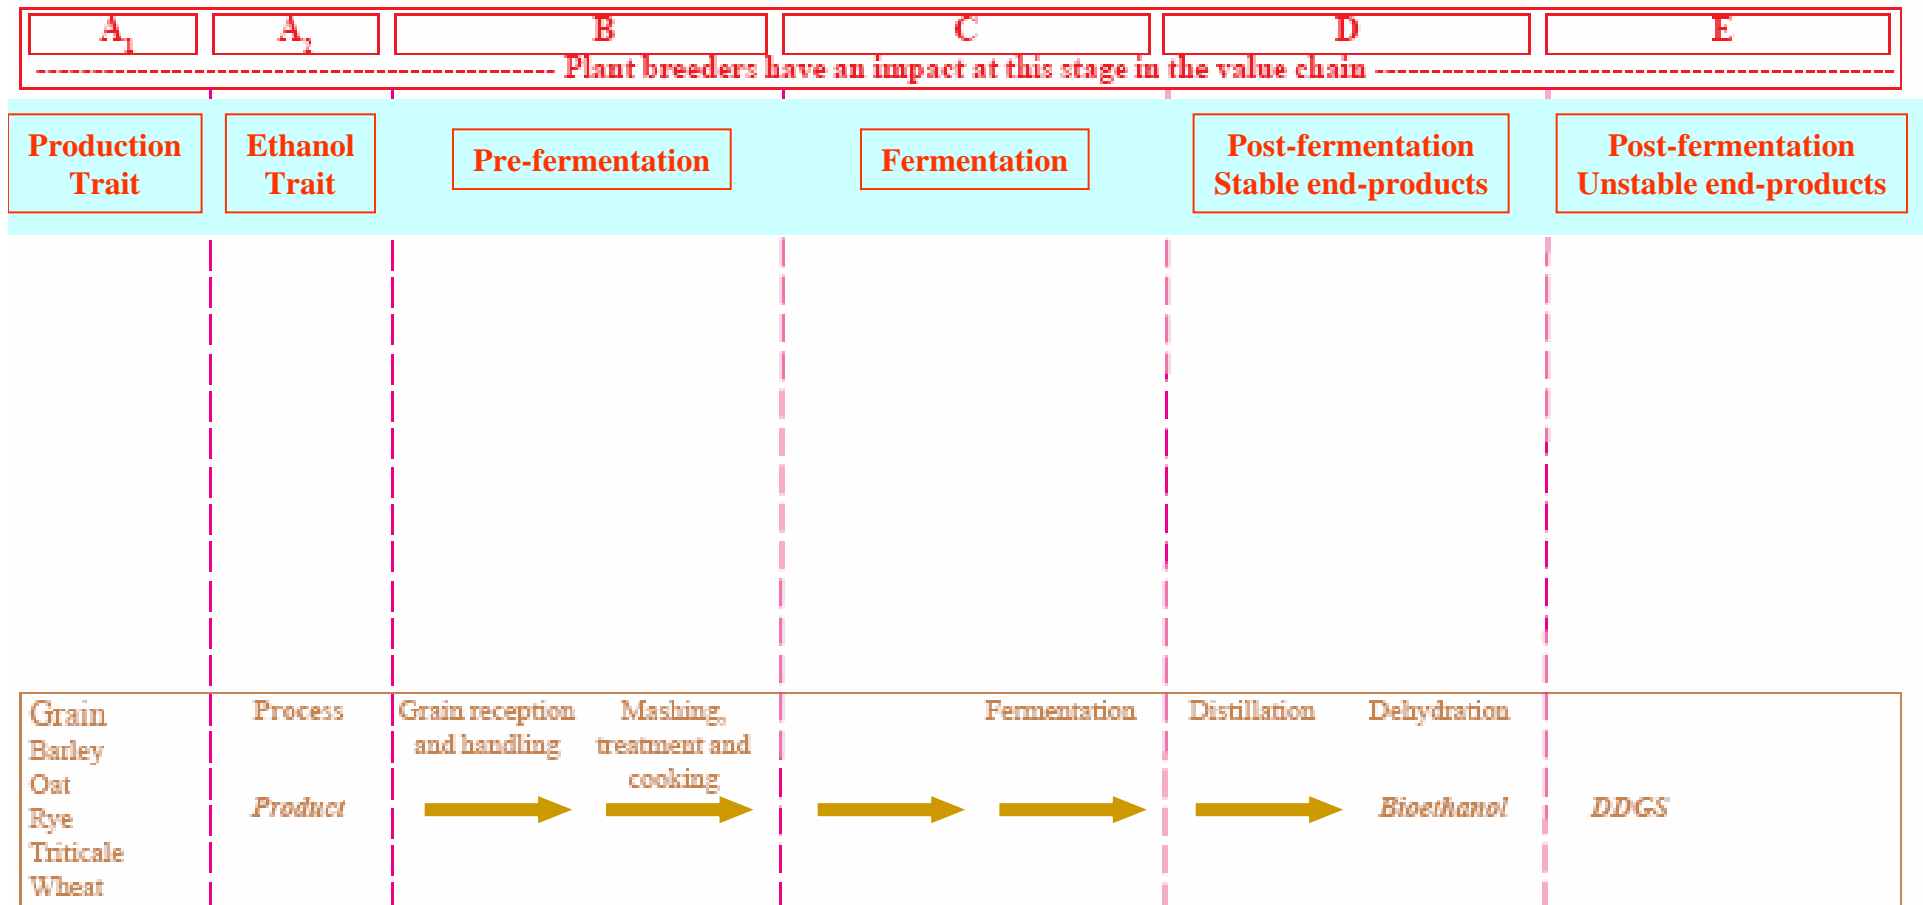 A1 A2 B C D E
Plant breeders have an impact at this stage in the value chain
Production
Trait
Ethanol
Trait
Pre-fermentation
Fermentation
Post-fermentation
Stable end-products
Post-fermentation
Unstable end-products
Grain
Barley
Oat
Rye
Triticale
Wheat
Process
Product
Grain reception
and handling
Mashing,
treatment and
cooking
Fermentation
Distillation
Dehydration
Bioethanol
DDGS